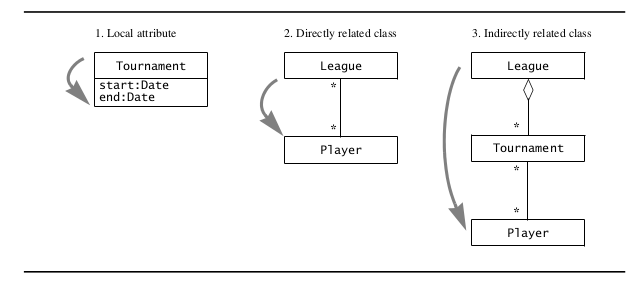 1. Local attribute
Tournament
start:Date
end:Date
2. Directly related class
League
*
*
Player
3. Indirectly related class
League
*
Tournament
*
*
Player